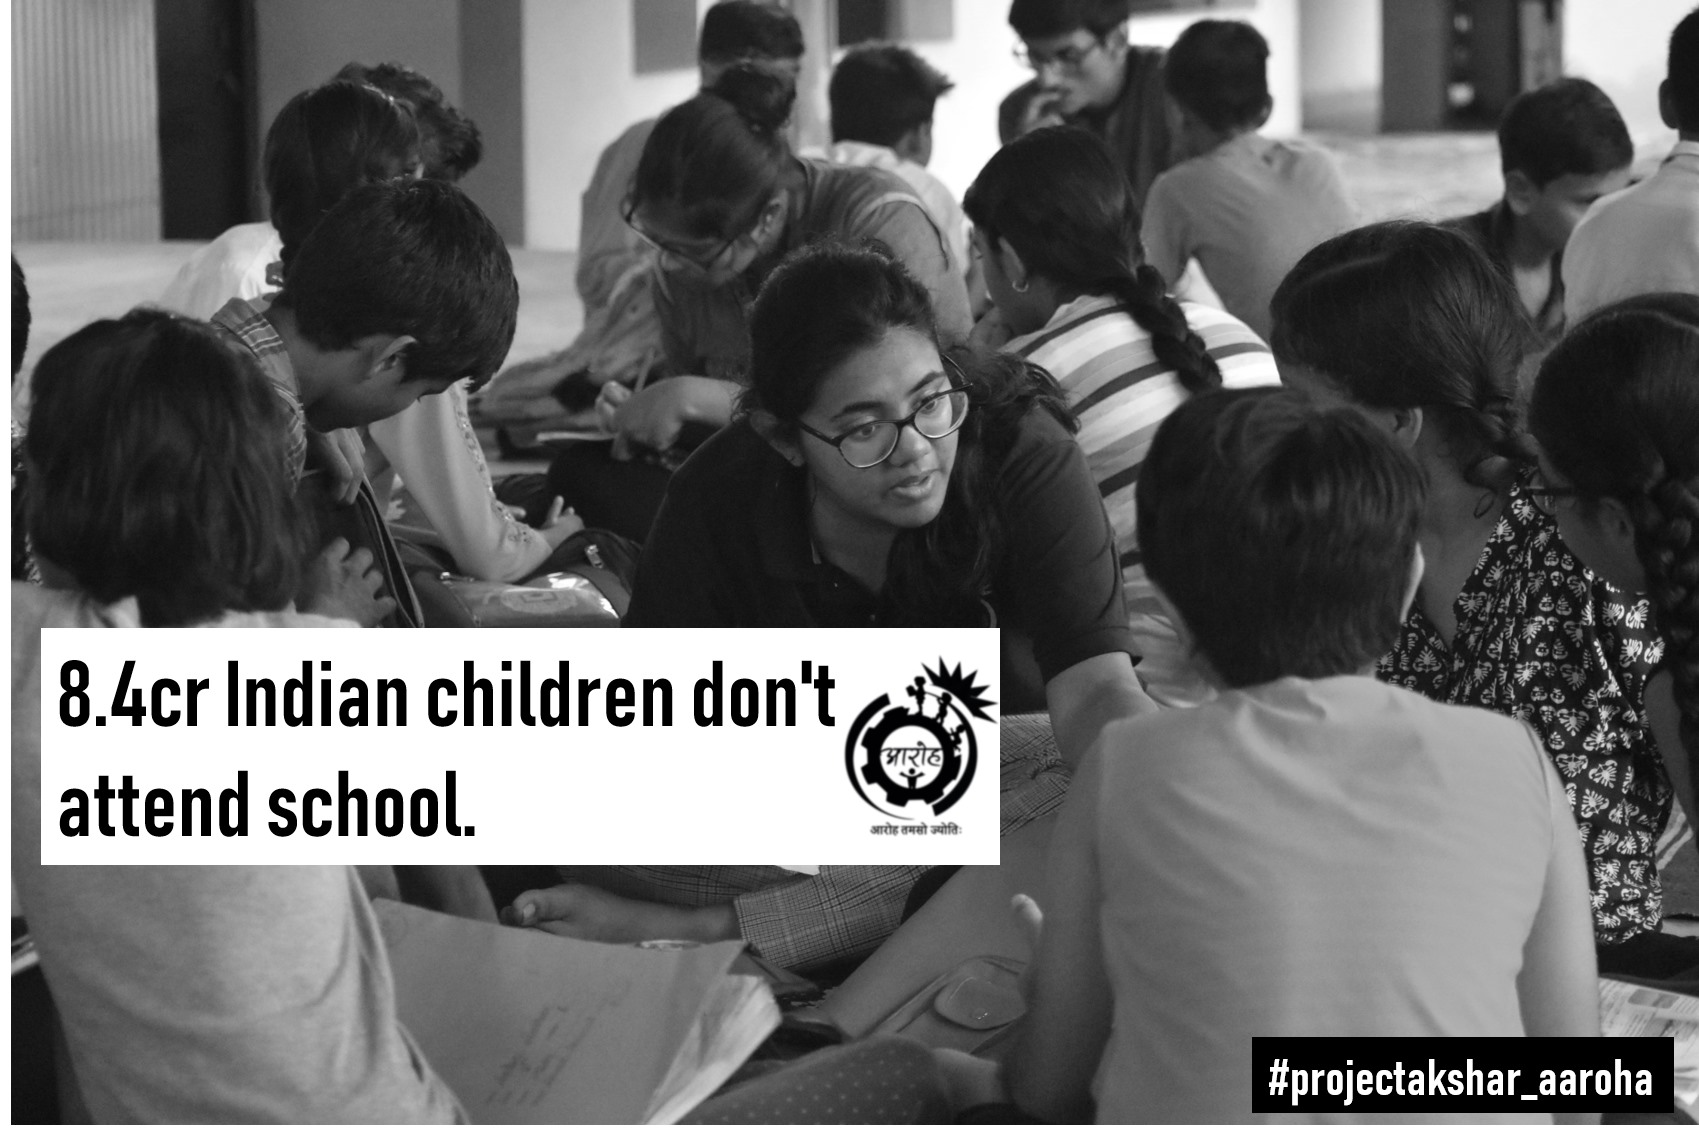 8.4cr Indian children don't
attend school.
आरोह
आरोह तमसो ज्योतिः
#projectakshar_aaroha